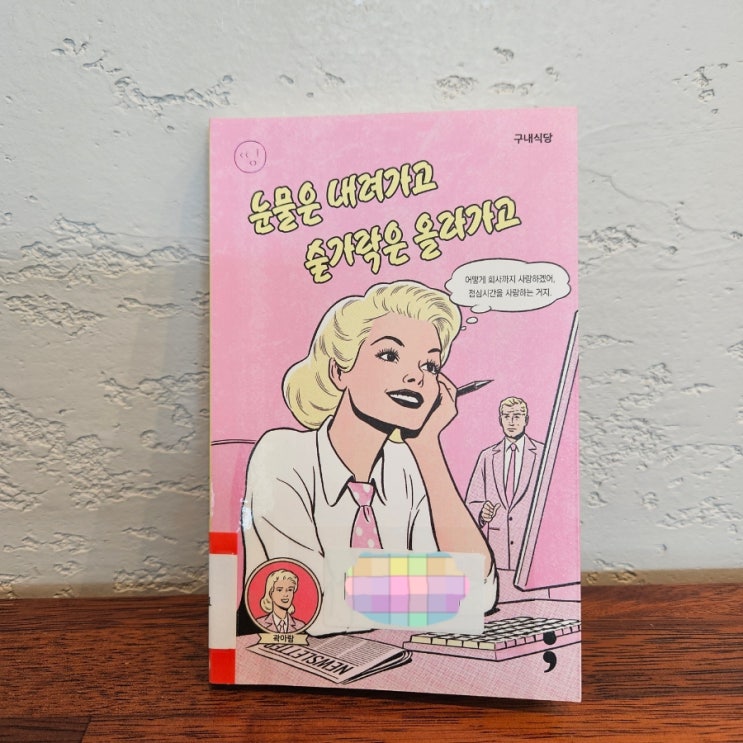 구내식당
눈물은 내려가고
숟가락은 올라가고
어떻게 회사까지 사랑하겠어,
점심시간을 사랑하는 거지.
곽아람
NEWSLETTER